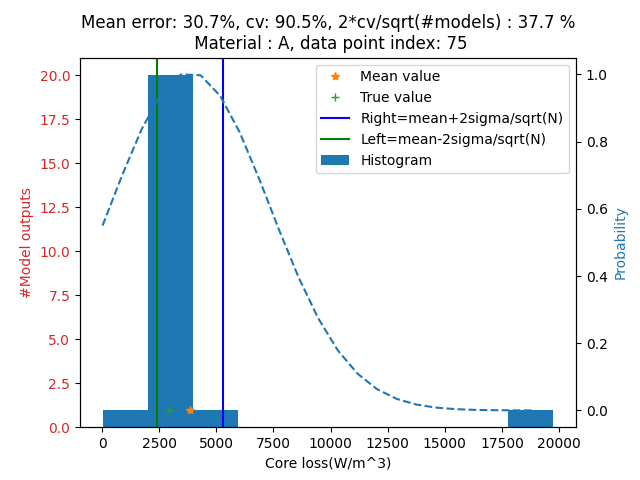 Mean error: 30.7%, cv: 90.5%, 2*cv/sqrt(#models) : 37.7 %
Material : A, data point index: 75
Mean value
True value
Right=mean+2sigma/sqrt(N)
Left=mean-2sigma/sqrt(N)
Histogram
#Model outputs
20.0
17.5
15.0
12.5
10.0
7.5
5.0
2.5
0.0
1.0
0.8
0.6
0.4
0.2
0.0
Probability
0 2500 5000 7500 10000 12500 15000 17500 20000
Core loss(W/m^3)